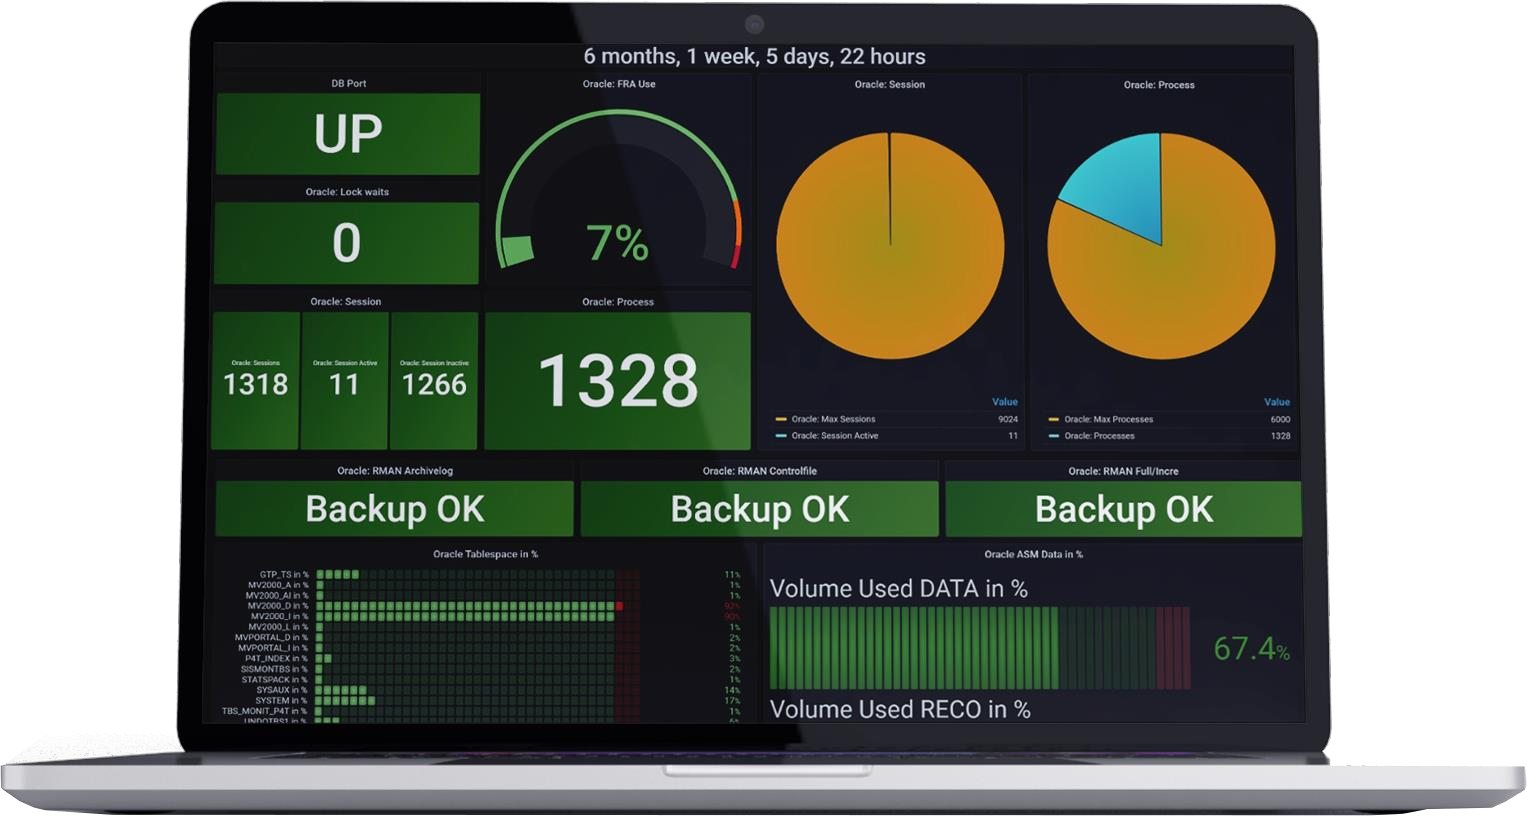 6 months, 1 week, 5 days, 22 hours
DB Port
UP
Oracle: Lock waits
0
Oracle: Session
Oracle: Sessions
1318
Oracle: Session Active
11
Oracle: Session Inactive
1266
Oracle: FRA Use
7%
Oracle: Process
1328
Oracle: Session
Value
Oracle: Max Sessions 9024
Oracle: Session Active 11
Oracle: Process
Value
Oracle: Max Processes 6000
Oracle: Processes 1328
Oracle: RMAN Archivelog
Backup OK
Oracle: RMAN Controlfile
Backup OK
Oracle: RMAN Full/Incre
Backup OK
Oracle Tablespace in %
GTP_TS in % 11%
MV2000_A in % 1%
MV2000_AI in % 1%
MV2000_D in % 92%
MV2000_I in % 90%
MV2000_L in % 1%
MVPORTAL_D in % 2%
MVPORTAL_I in % 2%
P4T_INDEX in % 3%
SISMONTBS in % 2%
STATSPACK in % 1%
SYSAUX in % 14%
SYSTEM in % 17%
TBS_MONIT_P4T in % 1%
UNDOTBS1 in % 6%
Oracle ASM Data in %
Volume Used DATA in %
67.4%
Volume Used RECO in %